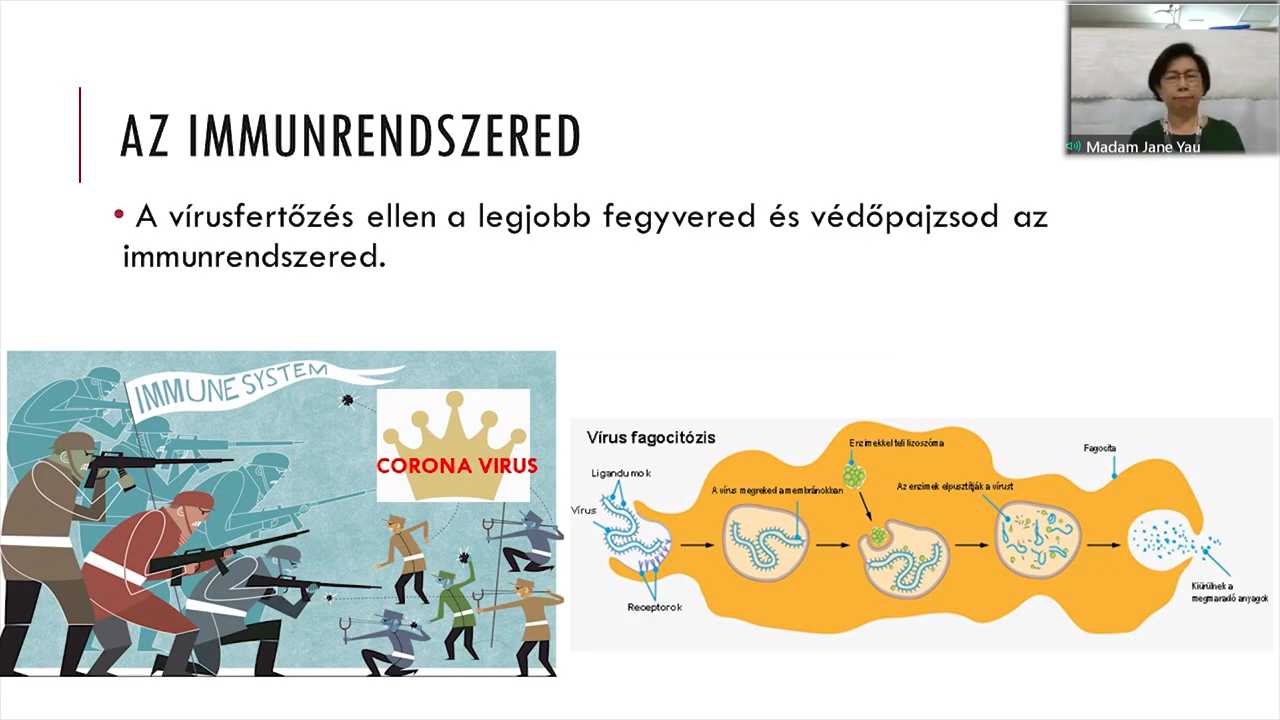 AZ IMMUNRENDSZERED
• A vírusfertőzés ellen a legjobb fegyvered és védőpajzsod az
immunrendszered.
Madam Jane Yau
IMMUNE SYSTEM
CORONA VIRUS
Vírus fagocitózis
Ligandumok
Vírus
Receptorok
A vírus megreked a membránokban
Enzimekkel teli lizoszóma
Az enzimek elpusztítják a vírust
Fagocita
Kiürülnek a
megmaradó anyagok